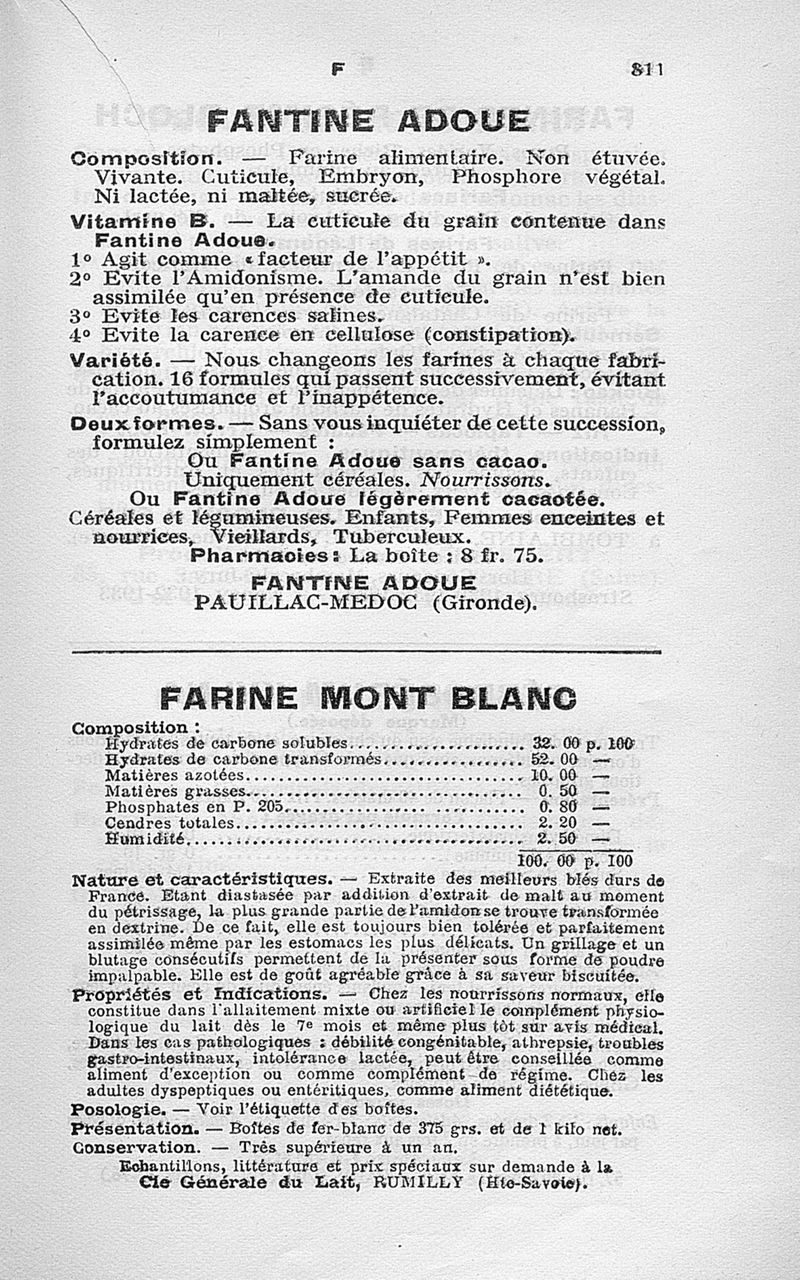 F 811
FANTINE ADOUE
Composition. — Farine alimentaire. Non étuvée.
Vivante. Cuticule, Embryon, Phosphore végétal.
Ni lactée, ni maltée, sucrée.
Vitamine B. — La cuticule du grain contenue dans
Fantine Adoue.
1º Agit comme « facteur de l'appétit ».
2º Evite l'Amidonisme. L'amande du grain n'est bien
assimilée qu'en présence de cuticule.
3º Evite les carences salines.
4º Evite la carence en cellulose (constipation).
Variété. — Nous changeons les farines à chaque fabri-
cation. 16 formules qui passent successivement, évitant
l'accoutumance et l'inappétence.
Deux formes. — Sans vous inquiéter de cette succession,
formulez simplement :
Ou Fantine Adoue sans cacao.
Uniquement céréales. Nourrissons.
Ou Fantine Adoue légèrement cacaotée.
Céréales et légumineuses. Enfants, Femmes enceintes et
nourrices, Vieillards, Tuberculeux.
Pharmacies : La boîte : 8 fr. 75.
FANTINE ADOUE
PAUILLAC-MEDOC (Gironde).
FARINE MONT BLANC
Composition :
Hydrates de carbone solubles..................... 32. 00 p. 100
Hydrates de carbone transformés................. 52. 00 —
Matières azotées.................................. 10. 00 —
Matières grasses.................................. 0. 50 —
Phosphates en P. 205............................. 0. 80 —
Cendres totales................................... 2. 20 —
Humidité.......................................... 2. 50 —
100. 00 p. 100
Nature et caractéristiques. — Extraite des meilleurs blés durs de
France. Etant diastasée par addition d'extrait de malt au moment
du pétrissage, la plus grande partie de l'amidon se trouve transformée
en dextrine. De ce fait, elle est toujours bien tolérée et parfaitement
assimilée même par les estomacs les plus délicats. Un grillage et un
blutage consécutifs permettent de la présenter sous forme de poudre
impalpable. Elle est de goût agréable grâce à sa saveur biscuitée.
Propriétés et Indications. — Chez les nourrissons normaux, elle
constitue dans l'allaitement mixte ou artificiel le complément physio-
logique du lait dès le 7e mois et même plus tôt sur avis médical.
Dans les cas pathologiques : débilité congénitable, athrepsie, troubles
gastro-intestinaux, intolérance lactée, peut être conseillée comme
aliment d'exception ou comme complément de régime. Chez les
adultes dyspeptiques ou entéritiques, comme aliment diététique.
Posologie. — Voir l'étiquette des boîtes.
Présentation. — Boîtes de fer-blanc de 375 grs. et de 1 kilo net.
Conservation. — Très supérieure à un an.
Echantillons, littérature et prix spéciaux sur demande à la
Cie Générale du Lait, RUMILLY (Hte-Savoie).